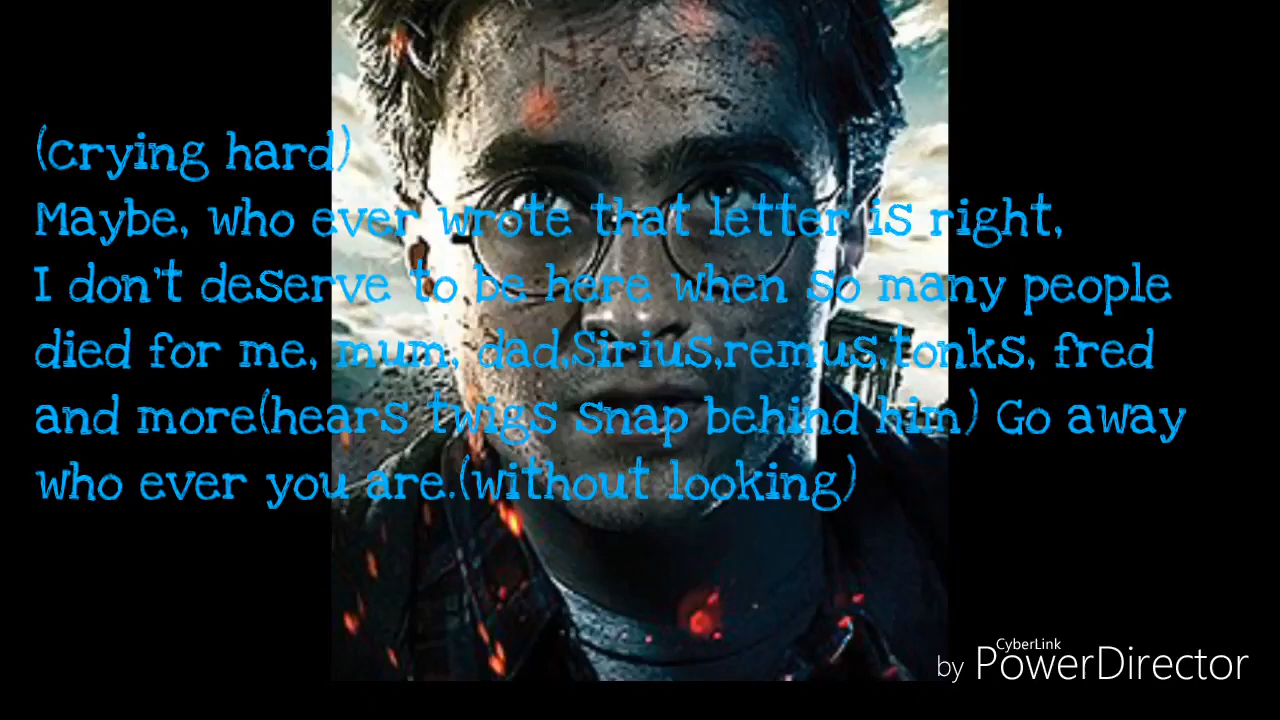 (crying hard)
Maybe, who ever wrote that letter is right,
I don't deserve to be here when so many people
died for me, mum, dad,Sirius,remus,tonks, fred
and more(hears twigs snap behind him) Go away
who ever you are.(without looking)
CyberLink
by PowerDirector